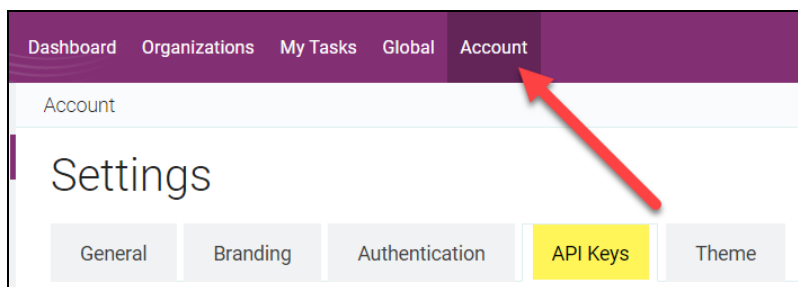 Dashboard Organizations My Tasks Global Account
Account
Settings
General Branding Authentication API Keys Theme